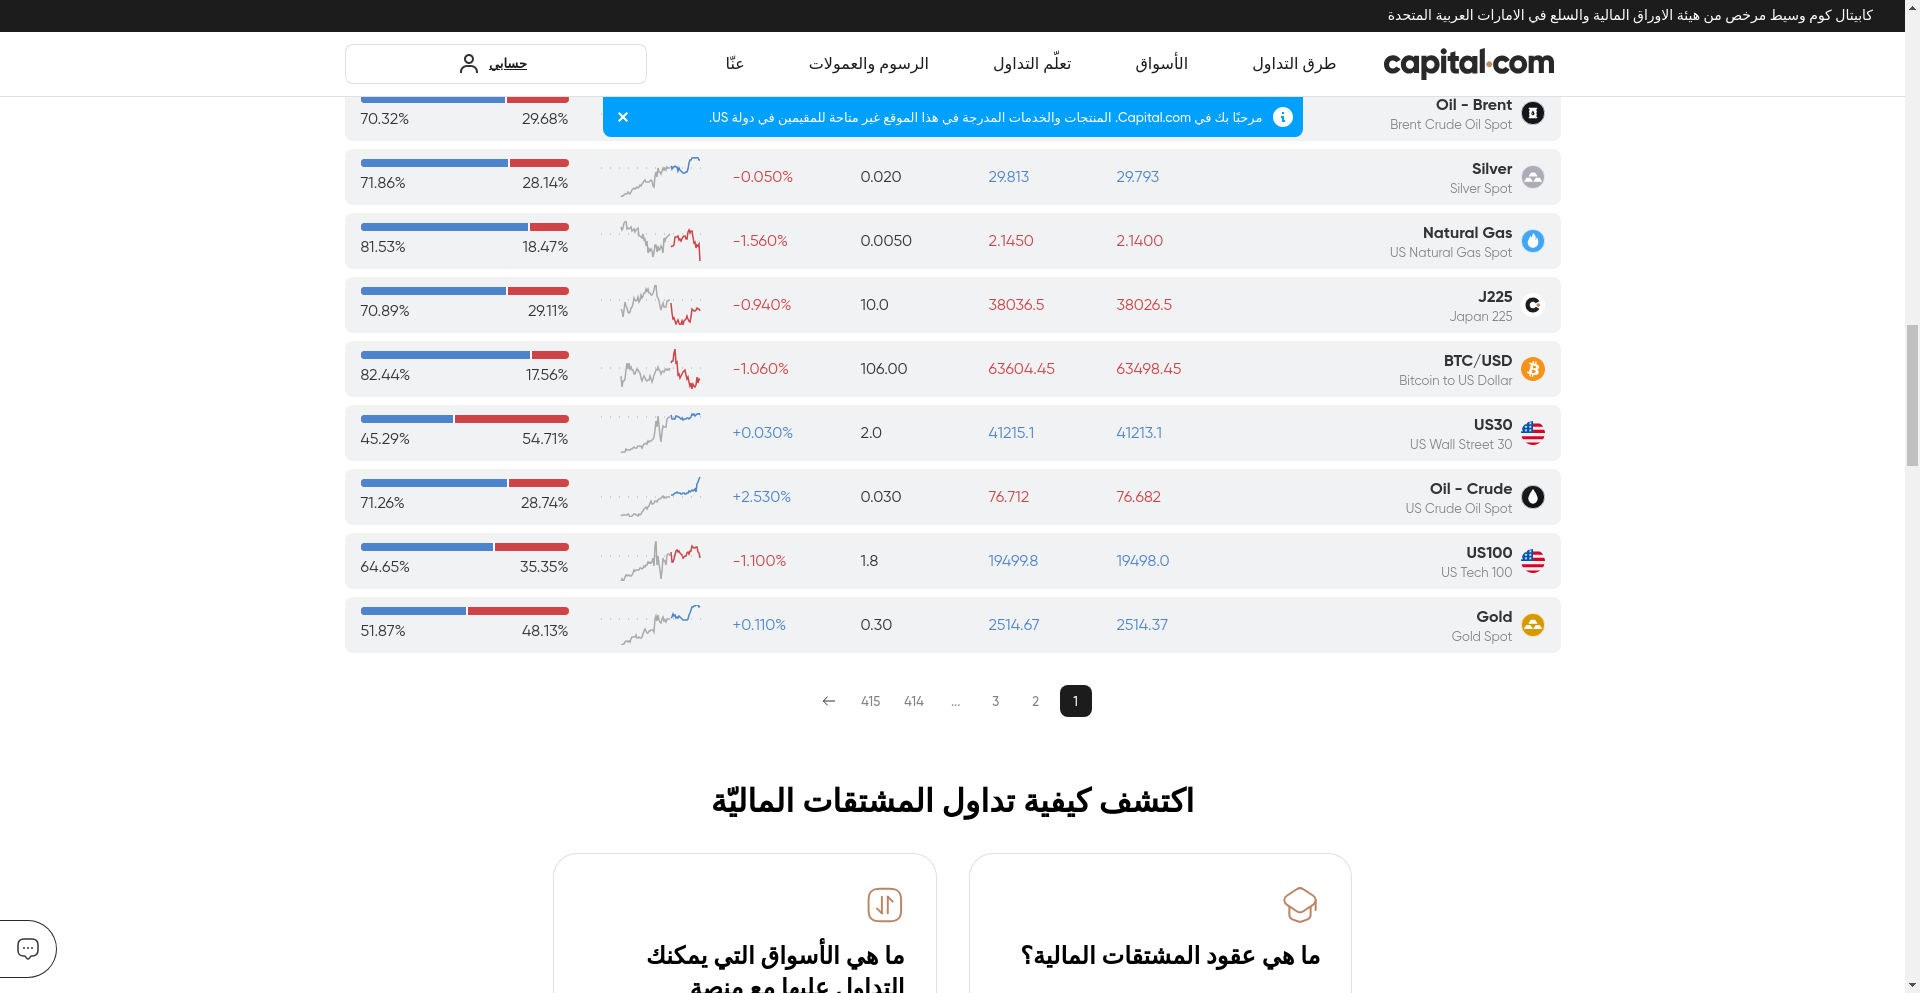 كابيتال كوم وسيط مرخص من هيئة الاوراق المالية والسلع في الامارات العربية المتحدة
capital.com
طرق التداول
الأسواق
تعلّم التداول
الرسوم والعمولات
عنّا
حسابي
مرحبًا بك في Capital.com. المنتجات والخدمات المدرجة في هذا الموقع غير متاحة للمقيمين في دولة US.
Oil - Brent
Brent Crude Oil Spot
29.68%
70.32%
Silver
Silver Spot
29.793
29.813
0.020
-0.050%
28.14%
71.86%
Natural Gas
US Natural Gas Spot
2.1400
2.1450
0.0050
-1.560%
18.47%
81.53%
J225
Japan 225
38026.5
38036.5
10.0
-0.940%
29.11%
70.89%
BTC/USD
Bitcoin to US Dollar
63498.45
63604.45
106.00
-1.060%
17.56%
82.44%
US30
US Wall Street 30
41213.1
41215.1
2.0
+0.030%
54.71%
45.29%
Oil - Crude
US Crude Oil Spot
76.682
76.712
0.030
+2.530%
28.74%
71.26%
US100
US Tech 100
19498.0
19499.8
1.8
-1.100%
35.35%
64.65%
Gold
Gold Spot
2514.37
2514.67
0.30
+0.110%
48.13%
51.87%
1
2
3
...
414
415
اكتشف كيفية تداول المشتقات الماليّة
ما هي عقود المشتقات المالية؟
ما هي الأسواق التي يمكنك
التداول عليها مع منصة